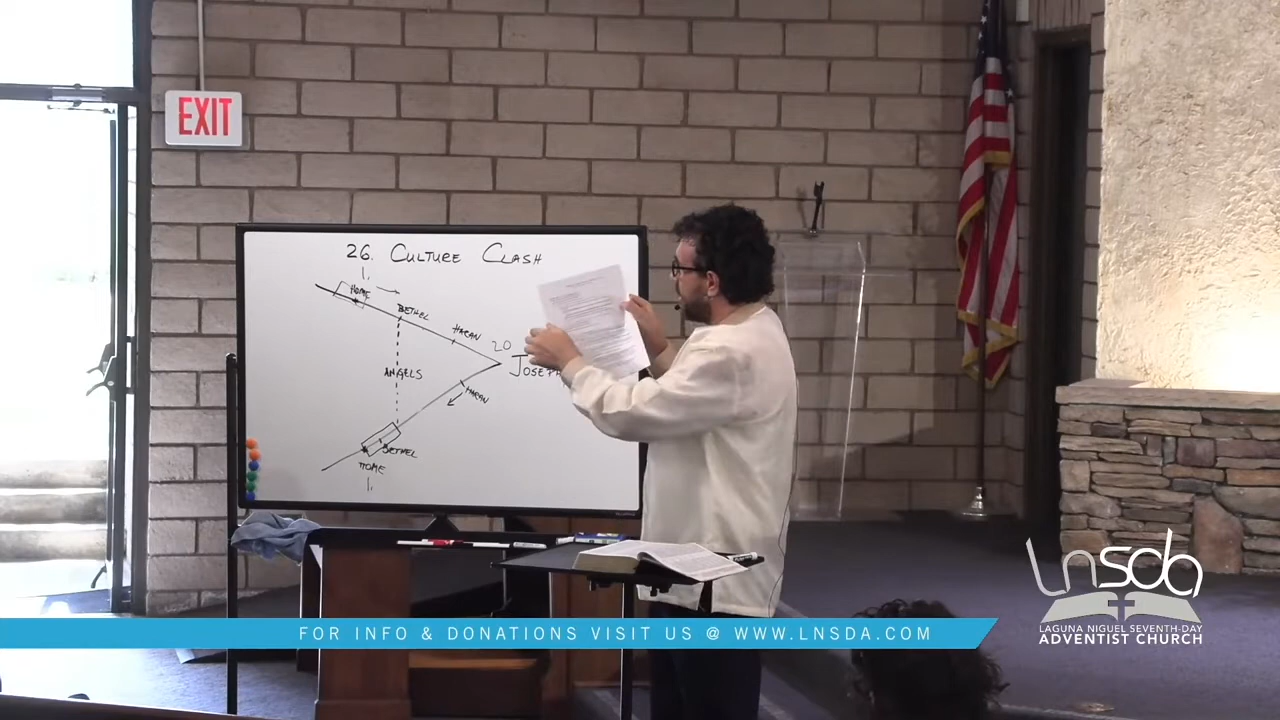 EXIT
26. CULTURE CLASH
1.
HOME
BETHEL
HARAN
20
JOSEPH
ANGELS
HARAN
BETHEL
HOME
1.
lnsda
LAGUNA NIGUEL SEVENTH-DAY
ADVENTIST CHURCH
FOR INFO & DONATIONS VISIT US @ WWW.LNSDA.COM